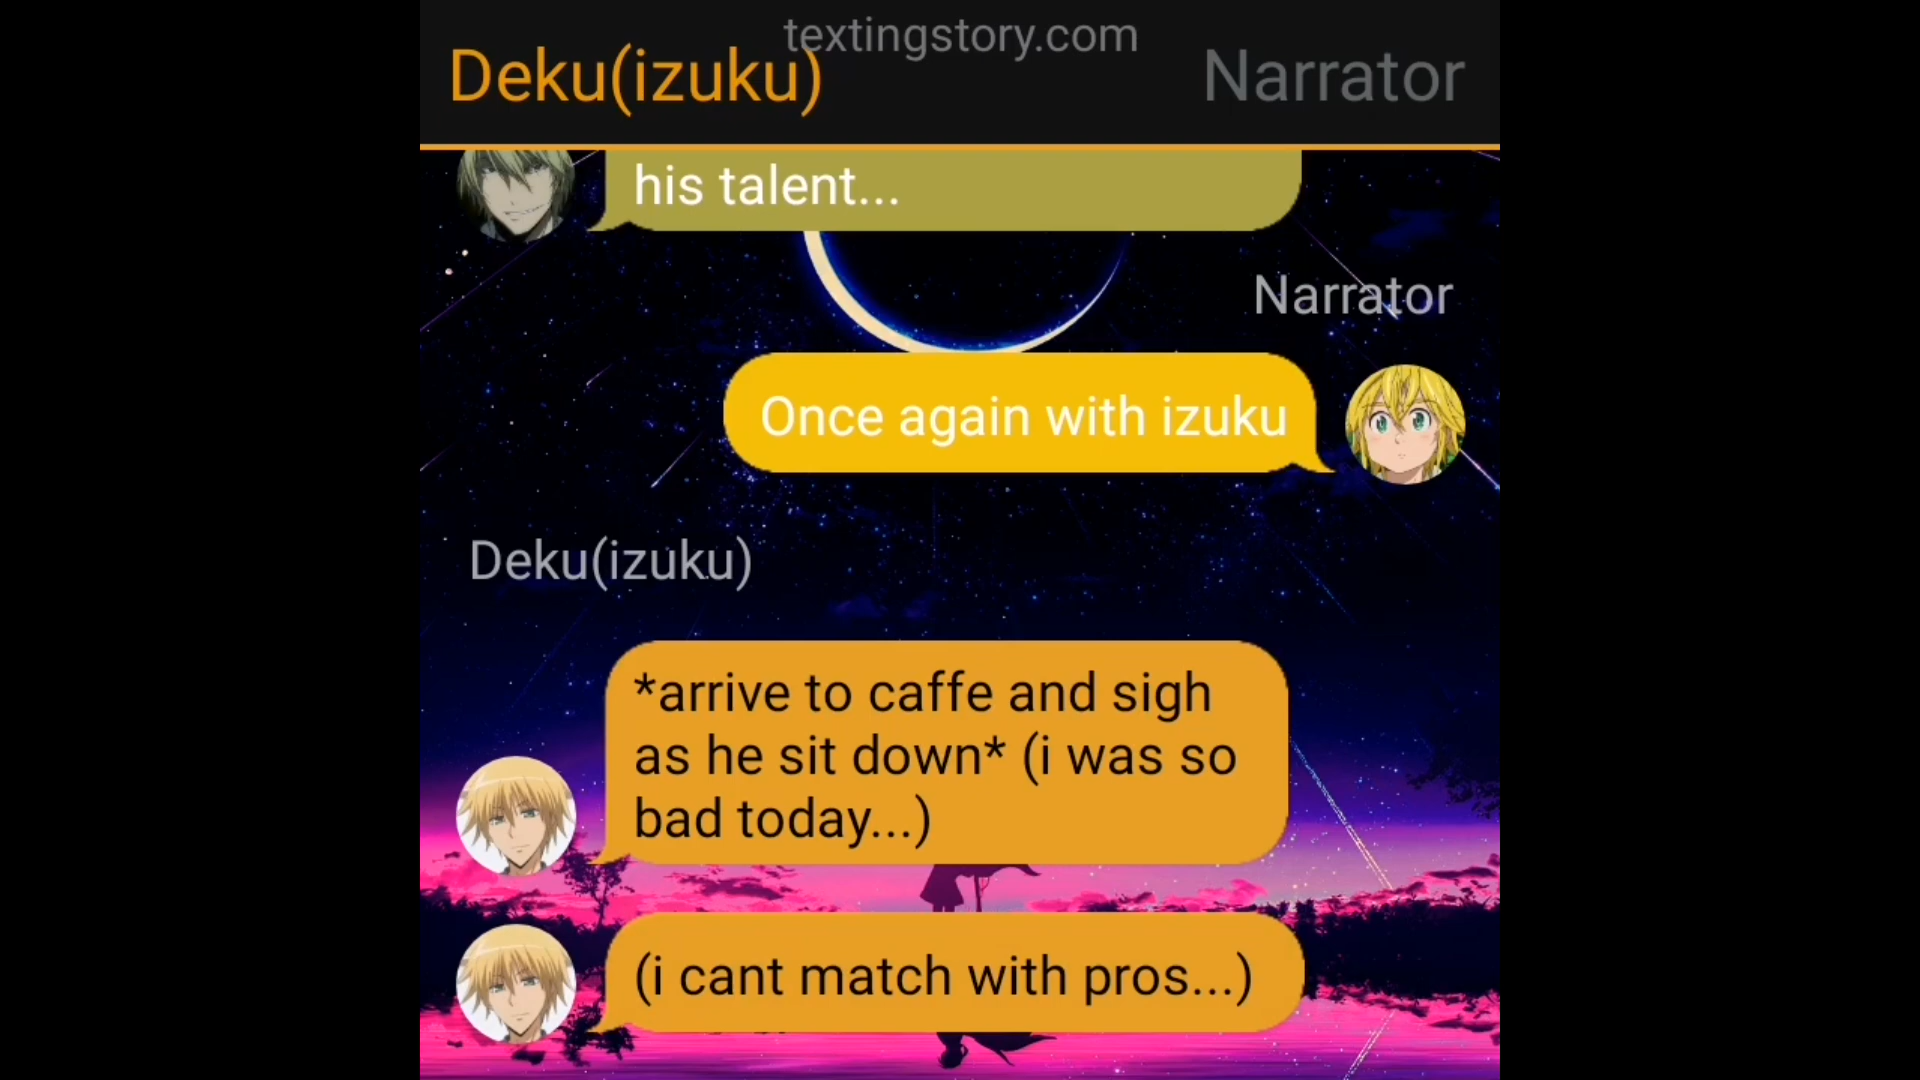 textingstory.com
Deku(izuku)
Narrator
his talent...
Narrator
Once again with izuku
Deku(izuku)
*arrive to caffe and sigh
as he sit down* (i was so
bad today...)
(i cant match with pros...)